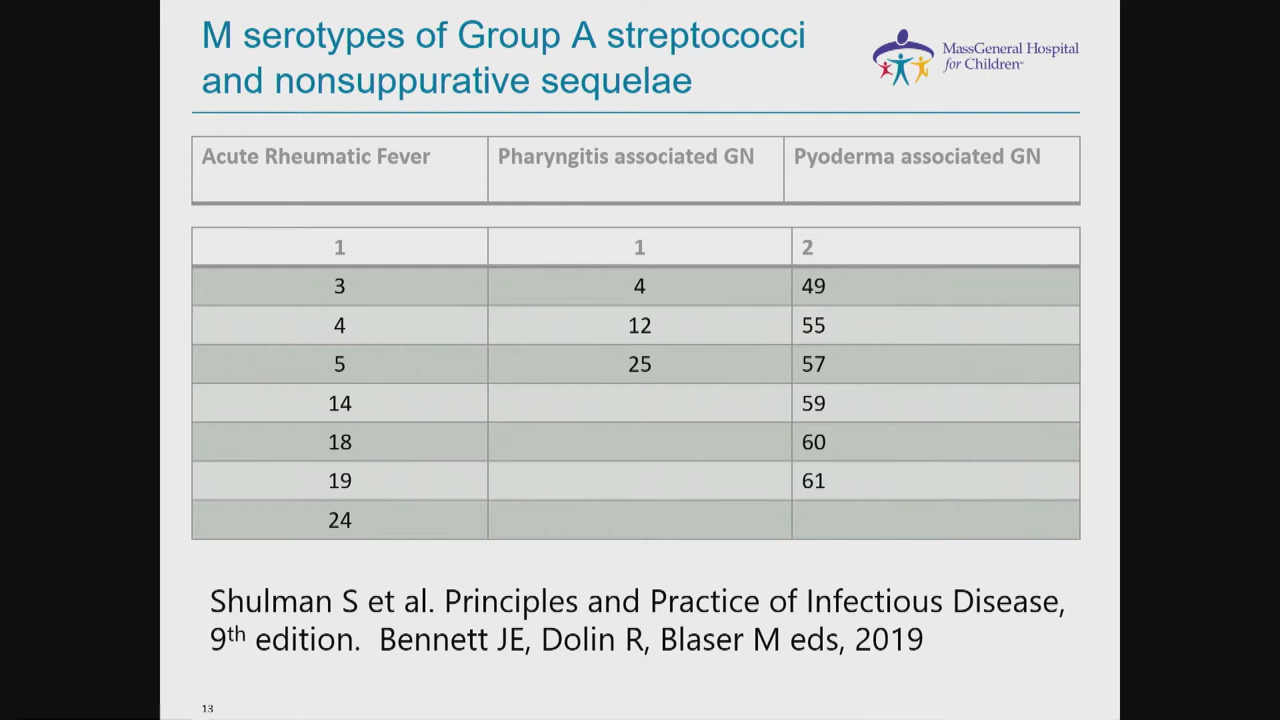 M serotypes of Group A streptococci
and nonsuppurative sequelae
MassGeneral Hospital
for Children™
Acute Rheumatic Fever Pharyngitis associated GN Pyoderma associated GN
1 1 2
3 4 49
4 12 55
5 25 57
14 59
18 60
19 61
24
Shulman S et al. Principles and Practice of Infectious Disease,
9th edition. Bennett JE, Dolin R, Blaser M eds, 2019
13